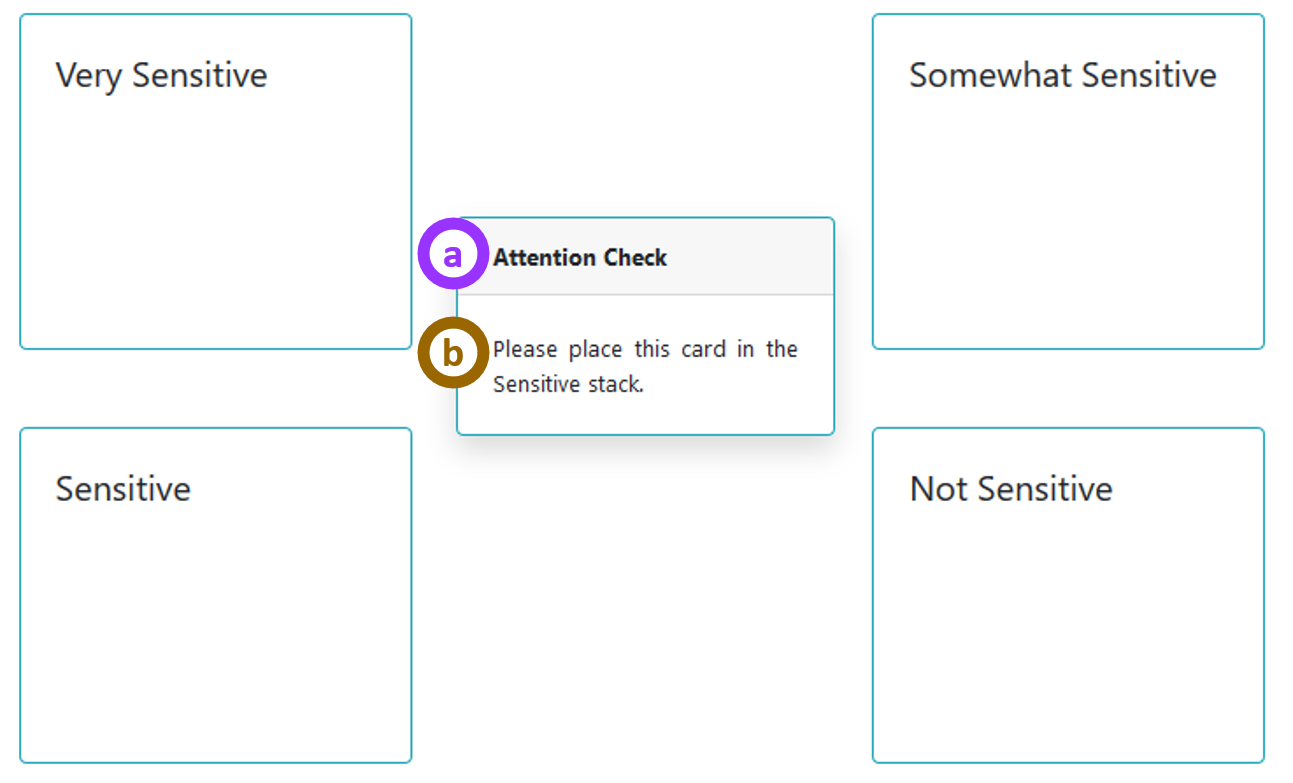 Very Sensitive
Somewhat Sensitive
a
Attention Check
b
Please place this card in the
Sensitive stack.
Sensitive
Not Sensitive